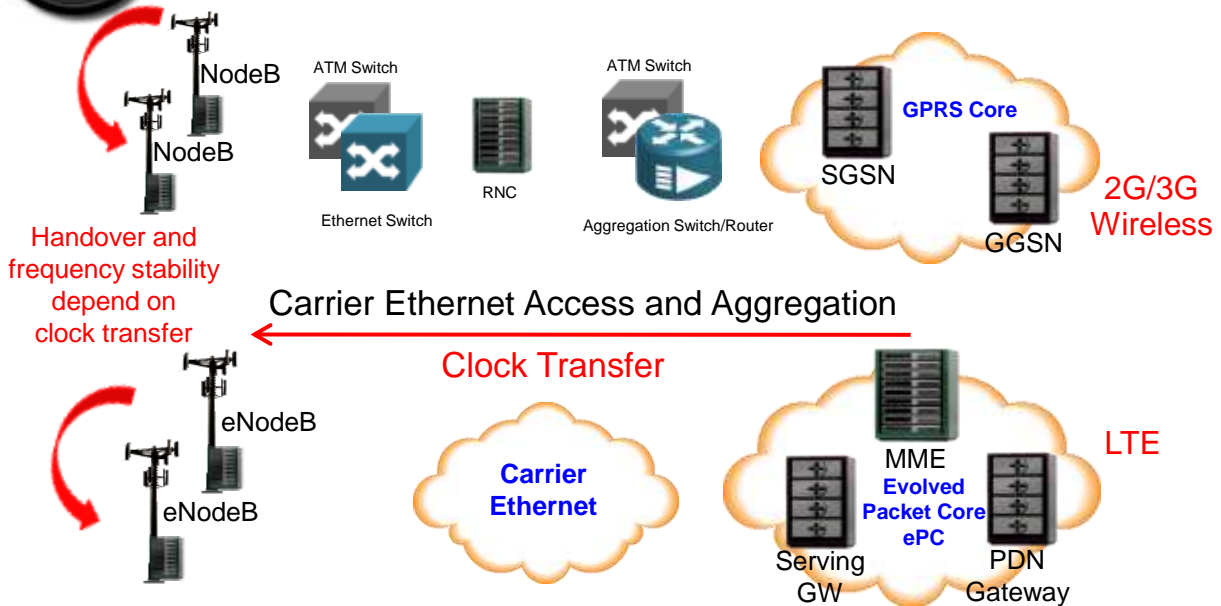 NodeB
NodeB
ATM Switch
Ethernet Switch
RNC
ATM Switch
Aggregation Switch/Router
GPRS Core
SGSN
GGSN
2G/3G
Wireless
Handover and
frequency stability
depend on
clock transfer
Carrier Ethernet Access and Aggregation
Clock Transfer
eNodeB
eNodeB
Carrier
Ethernet
MME
Evolved
Packet Core
ePC
Serving
GW
PDN
Gateway
LTE